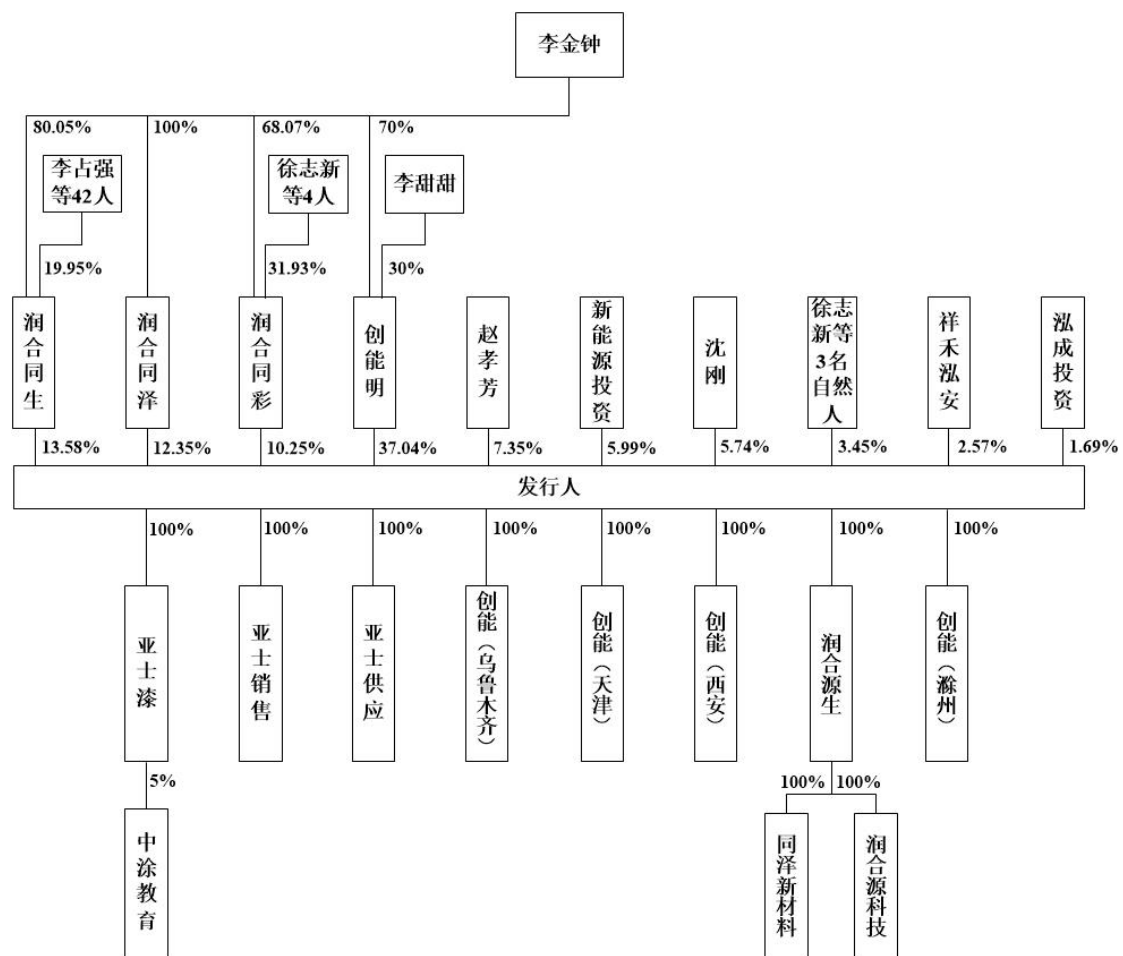 李金钟
80.05%
100%
68.07%
70%
李占强
等42人
徐志新
等4人
李甜甜
19.95%
31.93%
30%
润合同生
润合同泽
润合同彩
创能明
赵孝芳
新能源投资
沈刚
徐志
新等
3名
自然
人
祥禾泓安
泓成投资
13.58%
12.35%
10.25%
37.04%
7.35%
5.99%
5.74%
3.45%
2.57%
1.69%
发行人
100%
100%
100%
100%
100%
100%
100%
100%
亚士漆
亚士销售
亚士供应
创能（乌鲁木齐）
创能（天津）
创能（西安）
润合源生
创能（滁州）
5%
100%
100%
中涂教育
同泽新材料
润合源科技